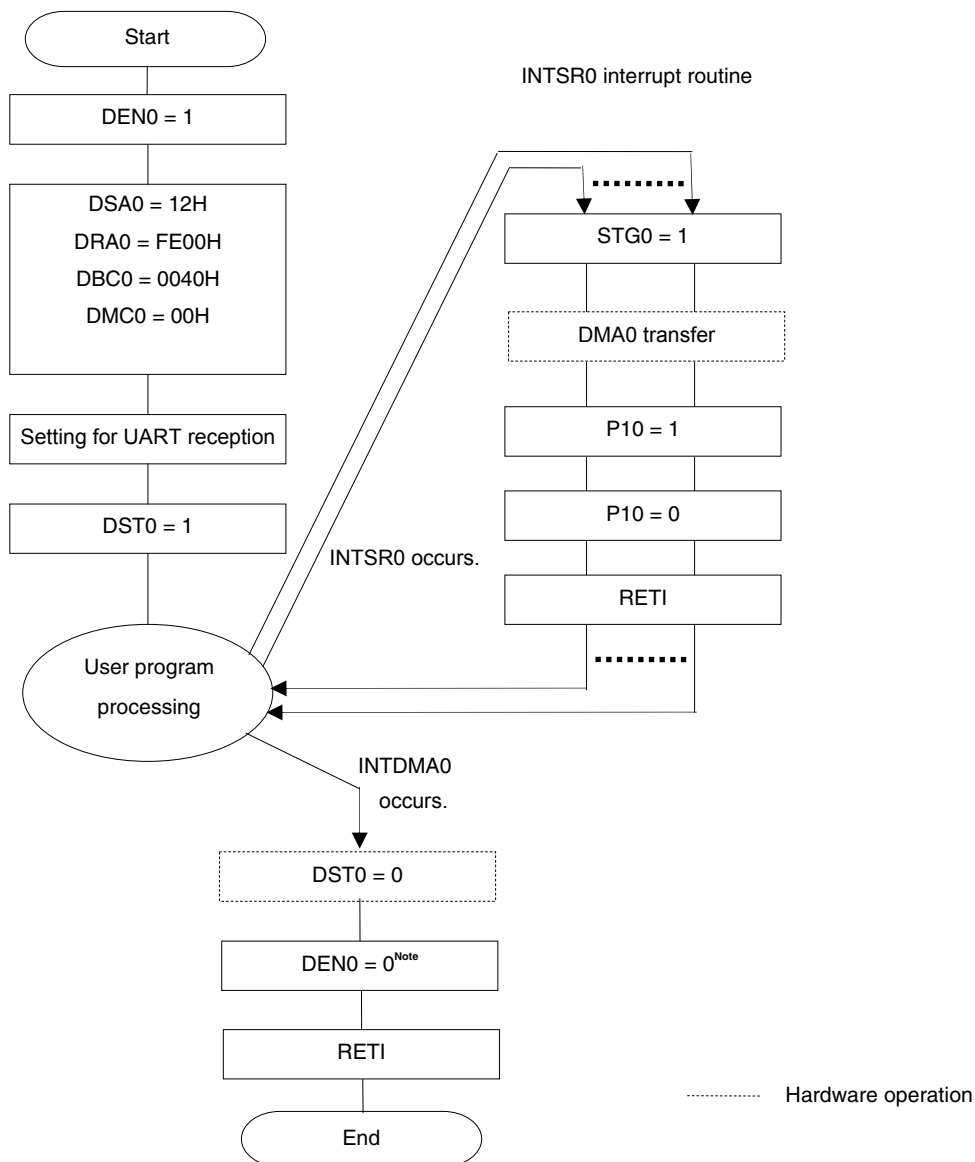 Start
DEN0 = 1
DSA0 = 12H
DRA0 = FE00H
DBC0 = 0040H
DMC0 = 00H
Setting for UART reception
DST0 = 1
User program
processing
INTSR0 occurs.
INTSR0 interrupt routine
STG0 = 1
DMA0 transfer
P10 = 1
P10 = 0
RETI
INTDMA0
occurs.
DST0 = 0
DEN0 = 0Note
RETI
End
Hardware operation